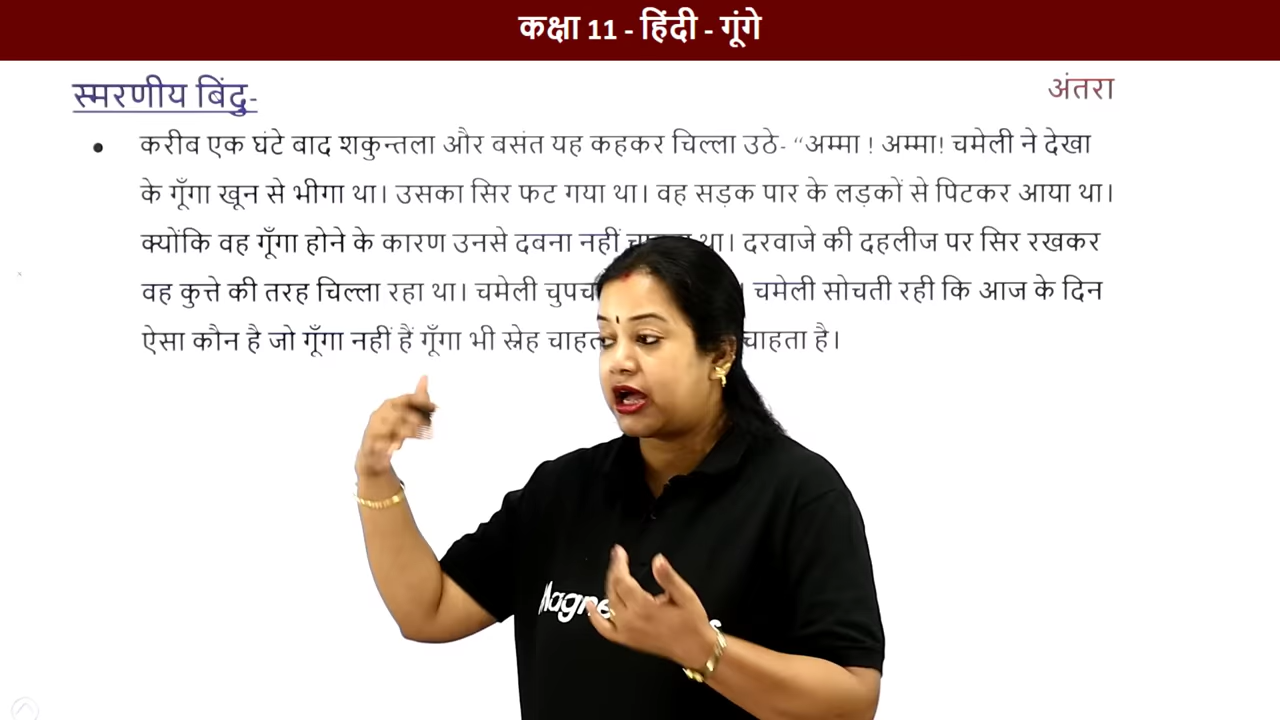 कक्षा 11 - हिंदी - गूंगे
स्मरणीय बिंदु-
अंतरा
• करीब एक घंटे बाद शकुन्तला और बसंत यह कहकर चिल्ला उठे- “अम्मा ! अम्मा! चमेली ने देखा
के गूँगा खून से भीगा था। उसका सिर फट गया था। वह सड़क पार के लड़कों से पिटकर आया था।
क्योंकि वह गूँगा होने के कारण उनसे दबना नहीं था। दरवाजे की दहलीज पर सिर रखकर
वह कुत्ते की तरह चिल्ला रहा था। चमेली चमेली सोचती रही कि आज के दिन
ऐसा कौन है जो गूँगा नहीं हैं गूँगा भी स्नेह चाहता है।